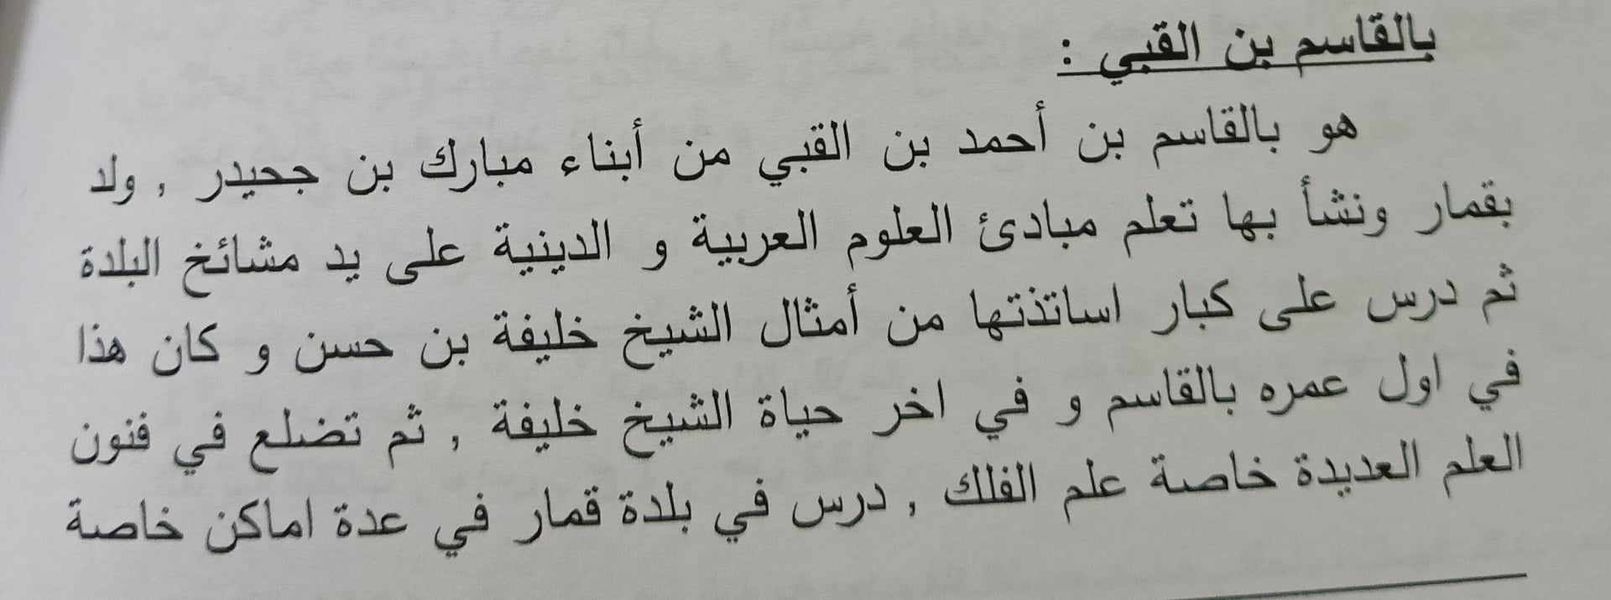 بالقاسم بن القبي :
هو بالقاسم بن أحمد بن القبي من أبناء مبارك بن جحيدر , ولد
بقمار ونشأ بها تعلم مبادئ العلوم العربية و الدينية على يد مشائخ البلدة
ثم درس على كبار اساتذتها من أمثال الشيخ خليفة بن حسن و كان هذا
في اول عمره بالقاسم و في اخر حياة الشيخ خليفة , ثم تضلع في فنون
العلم العديدة خاصة علم الفلك , درس في بلدة قمار في عدة اماكن خاصة